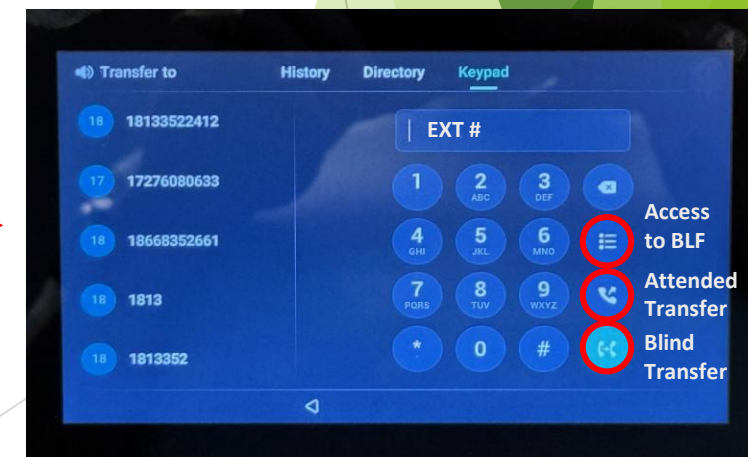 Transfer to History Directory Keypad
18 18133522412
17 17276080633
18 18668352661
18 1813
18 1813352
EXT #
1 2 ABC 3 DEF
4 GHI 5 JKL 6 MNO
7 PQRS 8 TUV 9 WXYZ
* 0 #
Access
to BLF
Attended
Transfer
Blind
Transfer